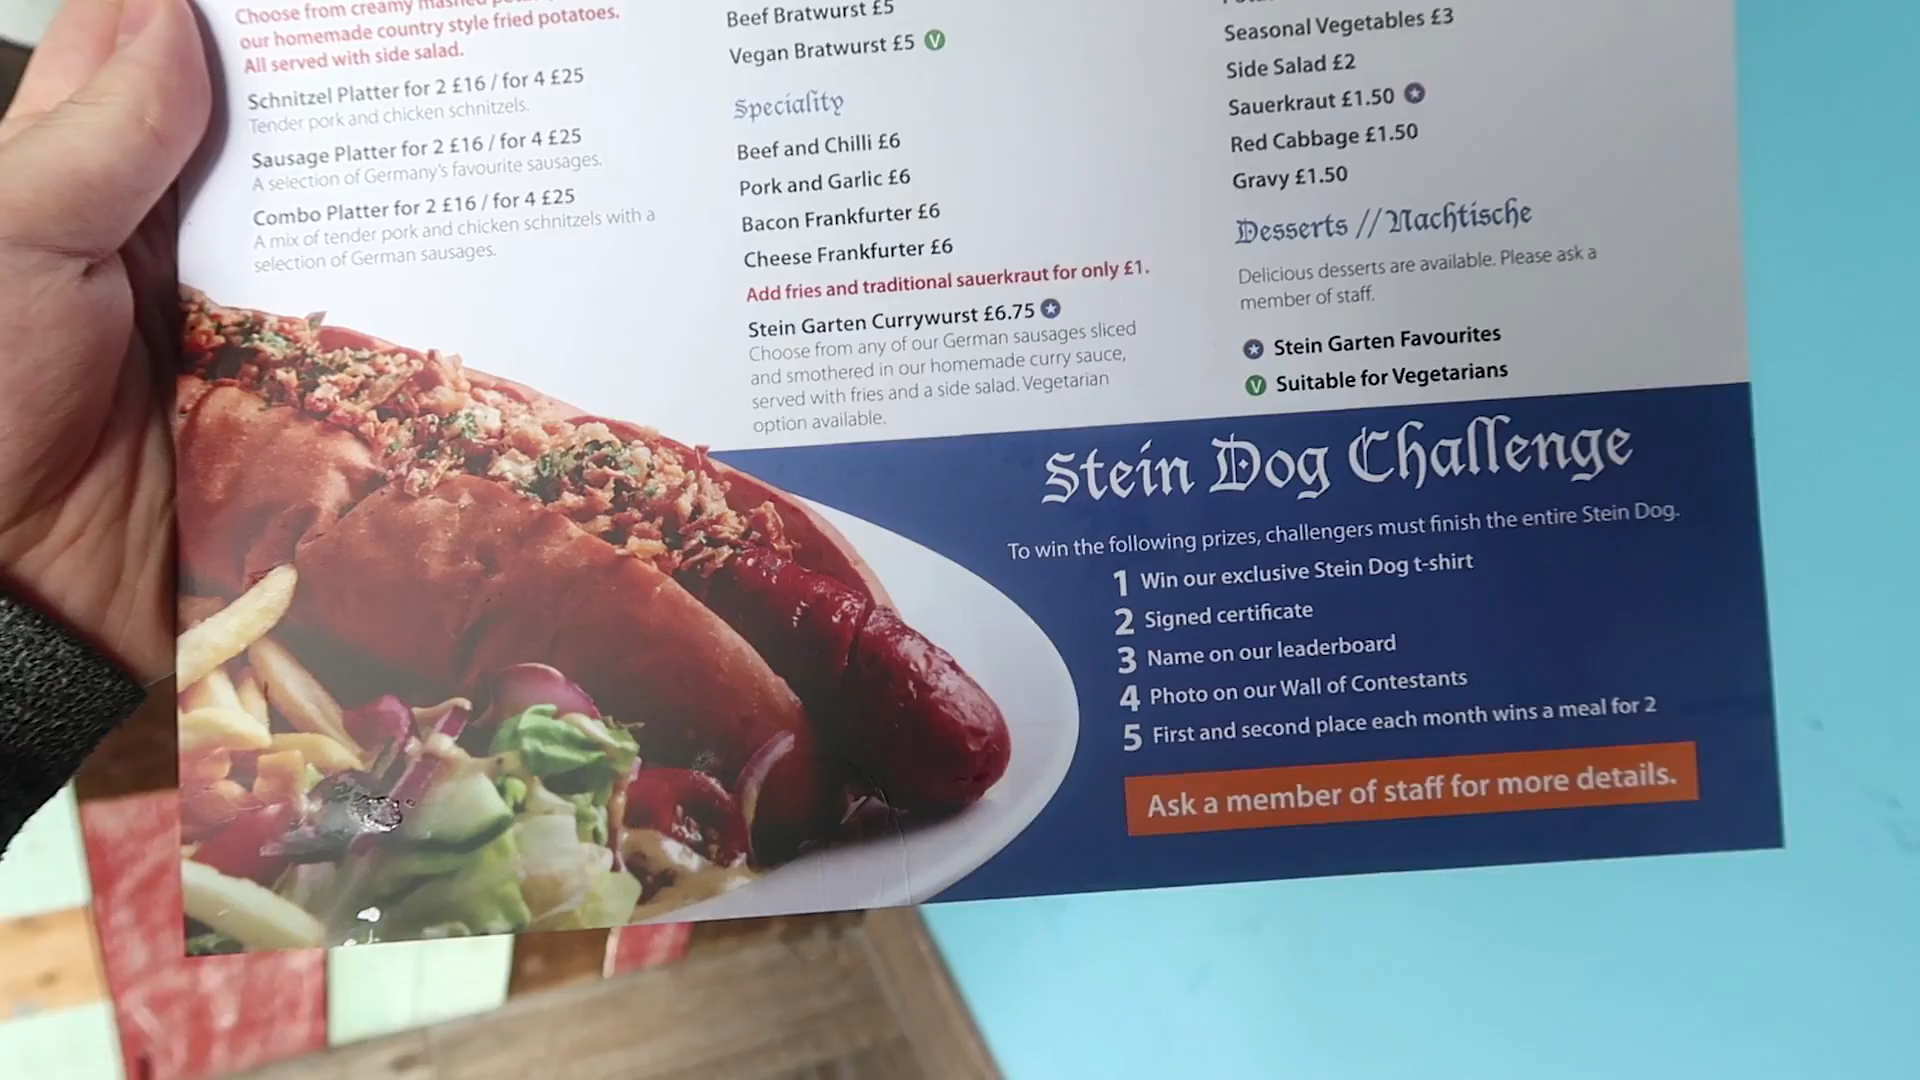 Choose from creamy mashed
our homemade country style fried potatoes.
All served with side salad.
Schnitzel Platter for 2 £16 / for 4 £25
Tender pork and chicken schnitzels.
Sausage Platter for 2 £16 / for 4 £25
A selection of Germany's favourite sausages.
Combo Platter for 2 £16 / for 4 £25
A mix of tender pork and chicken schnitzels with a
selection of German sausages.
Beef Bratwurst £5
Vegan Bratwurst £5 V
Speciality
Beef and Chilli £6
Pork and Garlic £6
Bacon Frankfurter £6
Cheese Frankfurter £6
Add fries and traditional sauerkraut for only £1.
Stein Garten Currywurst £6.75
Choose from any of our German sausages sliced
and smothered in our homemade curry sauce,
served with fries and a side salad. Vegetarian
option available.
Seasonal Vegetables £3
Side Salad £2
Sauerkraut £1.50
Red Cabbage £1.50
Gravy £1.50
Desserts // Nachtische
Delicious desserts are available. Please ask a
member of staff.
Stein Garten Favourites
V Suitable for Vegetarians
Stein Dog Challenge
To win the following prizes, challengers must finish the entire Stein Dog.
1 Win our exclusive Stein Dog t-shirt
2 Signed certificate
3 Name on our leaderboard
4 Photo on our Wall of Contestants
5 First and second place each month wins a meal for 2
Ask a member of staff for more details.